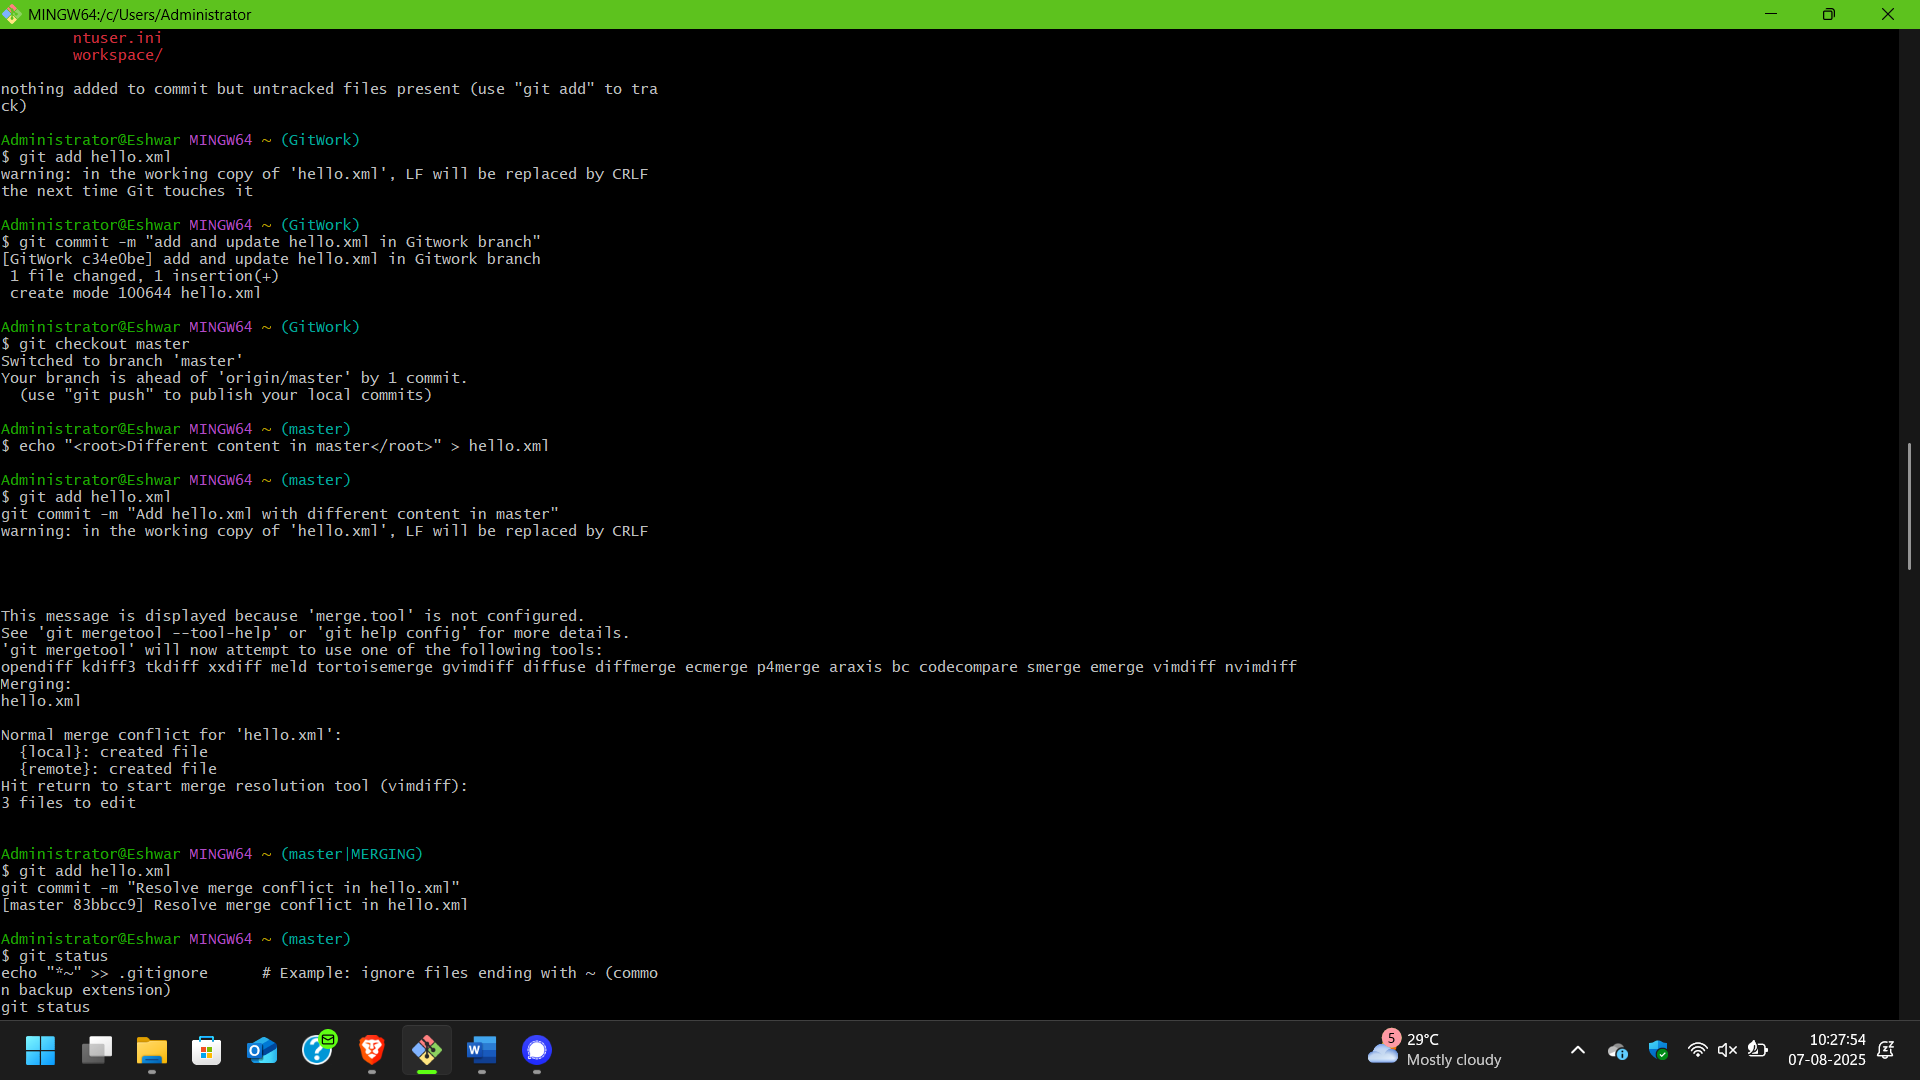 MINGW64:/c/Users/Administrator
ntuser.ini
workspace/
nothing added to commit but untracked files present (use "git add" to tra
ck)
Administrator@Eshwar MINGW64 ~ (GitWork)
$ git add hello.xml
warning: in the working copy of 'hello.xml', LF will be replaced by CRLF
the next time Git touches it
Administrator@Eshwar MINGW64 ~ (GitWork)
$ git commit -m "add and update hello.xml in Gitwork branch"
[GitWork c34e0be] add and update hello.xml in Gitwork branch
1 file changed, 1 insertion(+)
create mode 100644 hello.xml
Administrator@Eshwar MINGW64 ~ (GitWork)
$ git checkout master
Switched to branch 'master'
Your branch is ahead of 'origin/master' by 1 commit.
(use "git push" to publish your local commits)
Administrator@Eshwar MINGW64 ~ (master)
$ echo "<root>Different content in master</root>" > hello.xml
Administrator@Eshwar MINGW64 ~ (master)
$ git add hello.xml
git commit -m "Add hello.xml with different content in master"
warning: in the working copy of 'hello.xml', LF will be replaced by CRLF
This message is displayed because 'merge.tool' is not configured.
See 'git mergetool --tool-help' or 'git help config' for more details.
'git mergetool' will now attempt to use one of the following tools:
opendiff kdiff3 tkdiff xxdiff meld tortoisemerge gvimdiff diffuse diffmerge ecmerge p4merge araxis bc codecompare smerge emerge vimdiff nvimdiff
Merging:
hello.xml
Normal merge conflict for 'hello.xml':
{local}: created file
{remote}: created file
Hit return to start merge resolution tool (vimdiff):
3 files to edit
Administrator@Eshwar MINGW64 ~ (master|MERGING)
$ git add hello.xml
git commit -m "Resolve merge conflict in hello.xml"
[master 83bbcc9] Resolve merge conflict in hello.xml
Administrator@Eshwar MINGW64 ~ (master)
$ git status
echo "*~" >> .gitignore      # Example: ignore files ending with ~ (commo
n backup extension)
git status
5
29°C
Mostly cloudy
10:27:54
07-08-2025